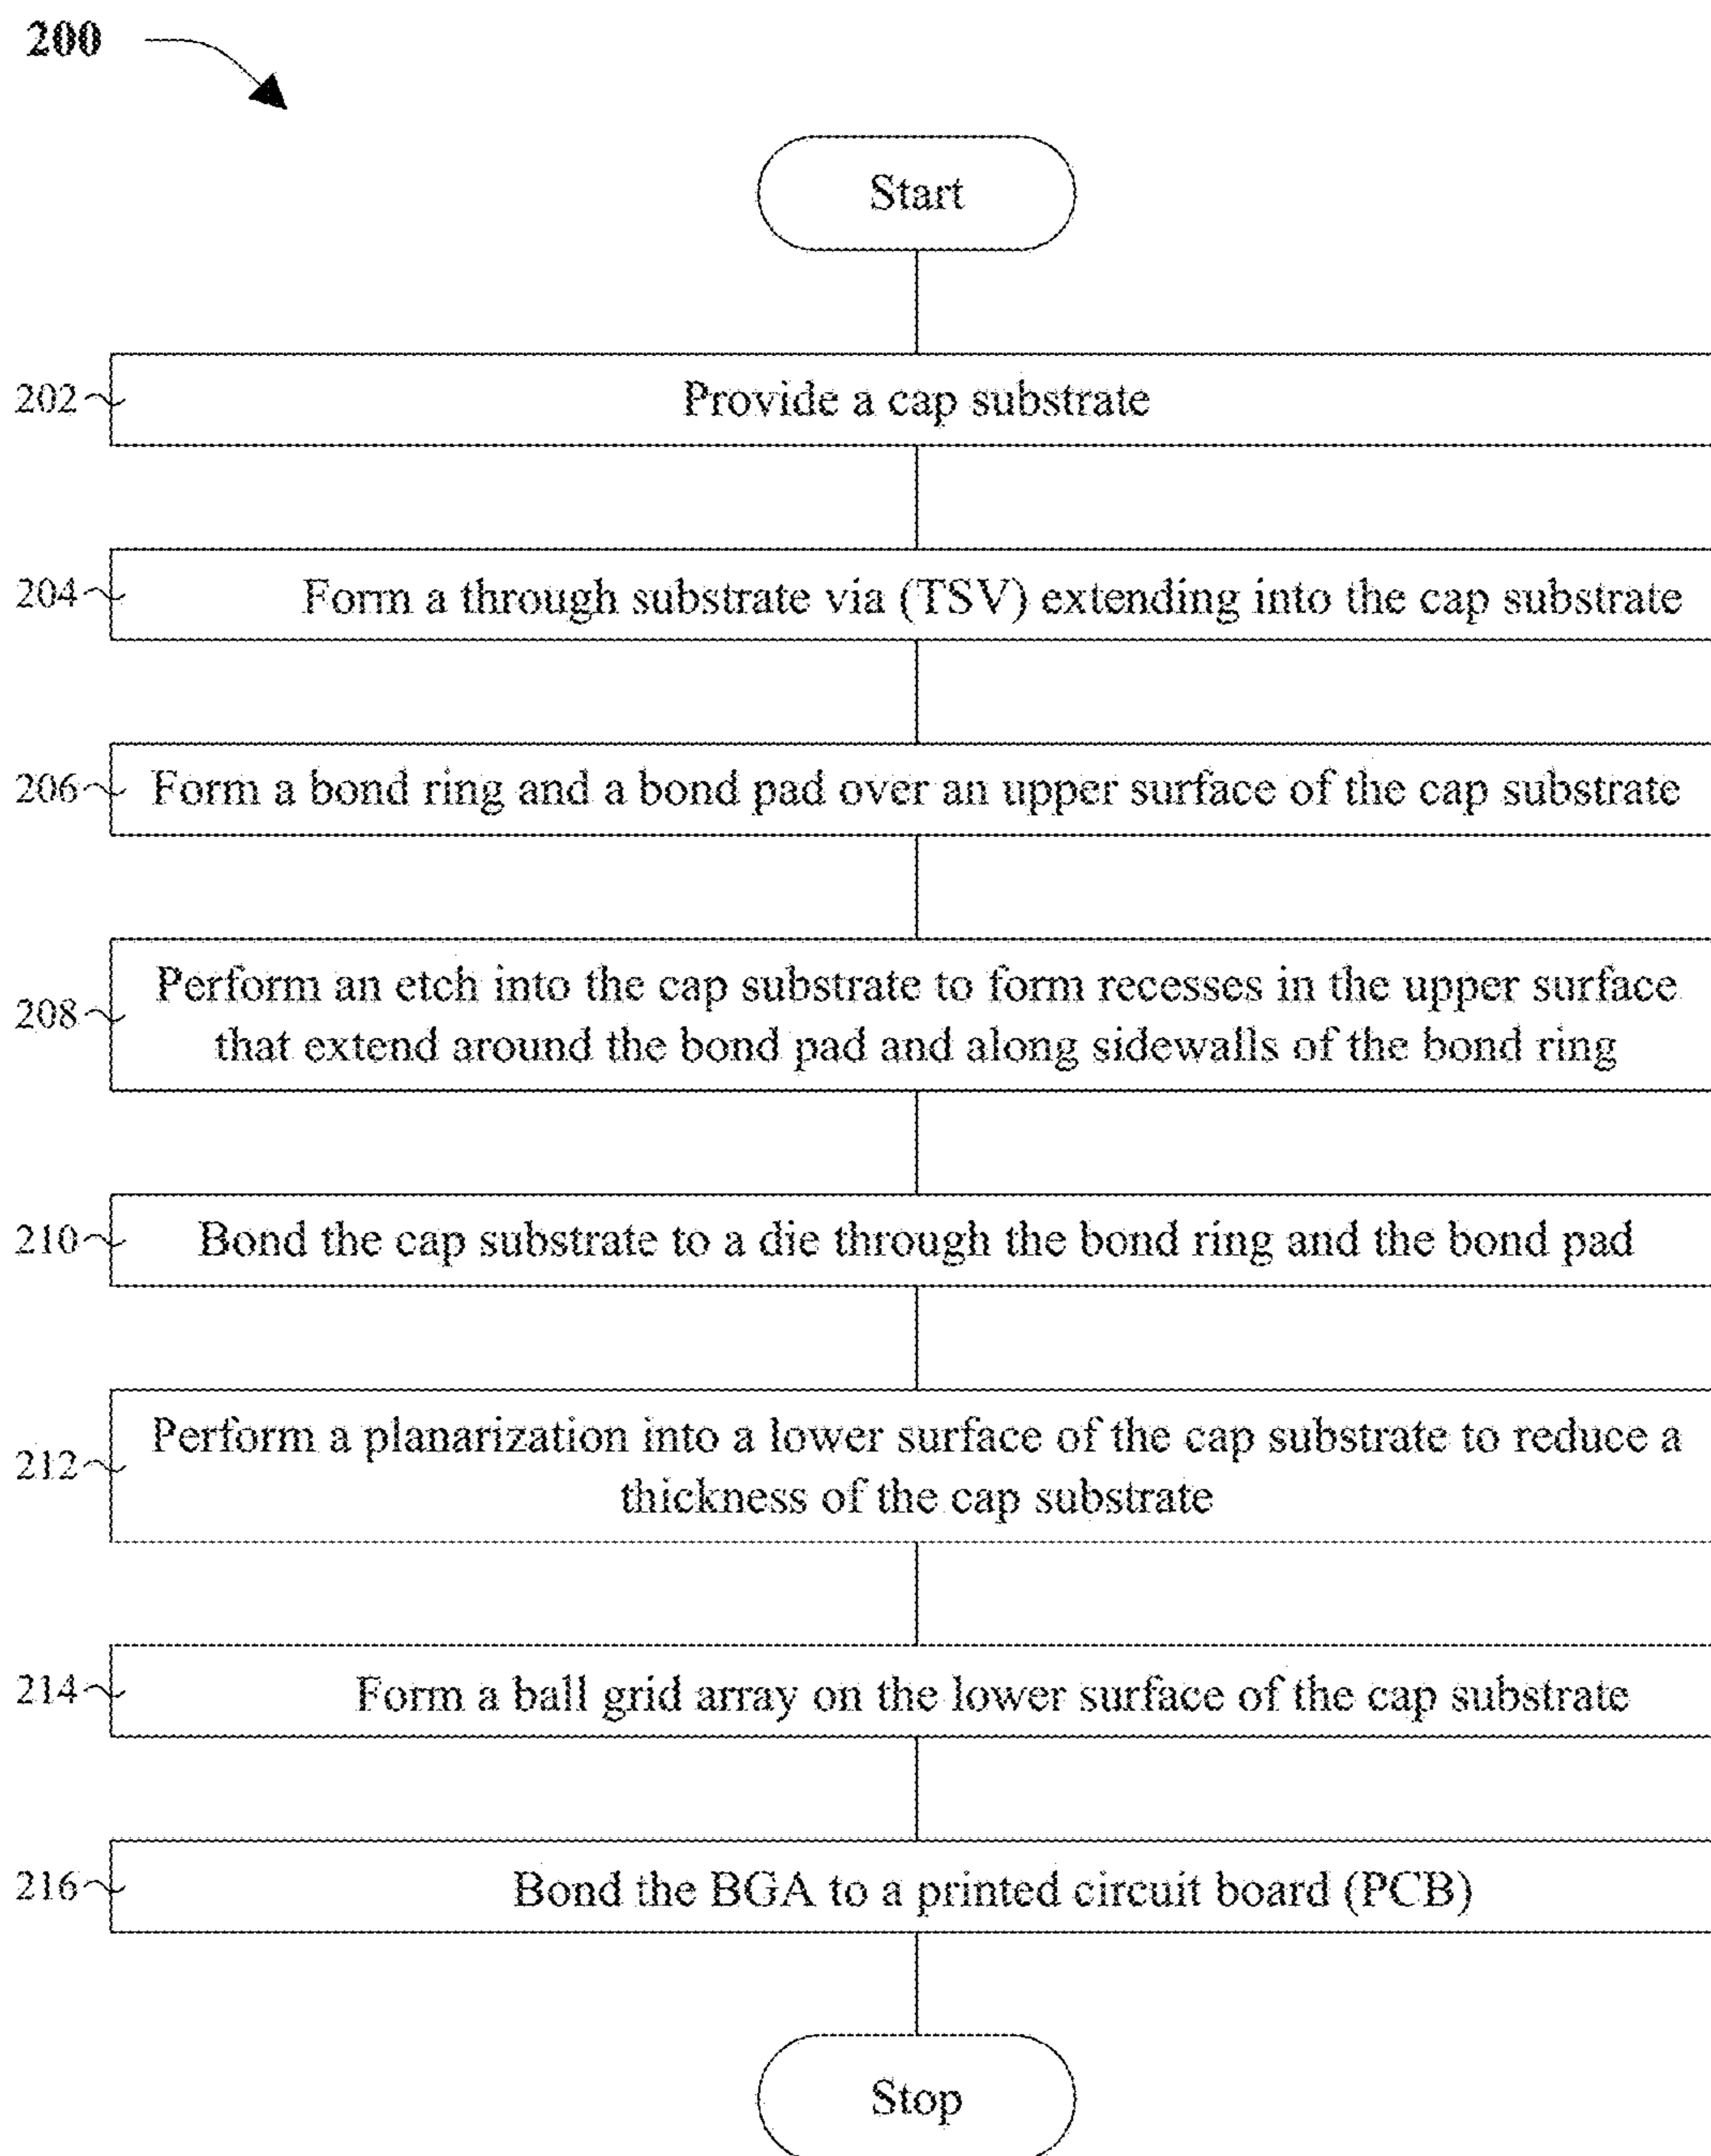 200
Start
202
Provide a cap substrate
204
Form a through substrate via (TSV) extending into the cap substrate
206
Form a bond ring and a bond pad over an upper surface of the cap substrate
208
Perform an etch into the cap substrate to form recesses in the upper surface
that extend around the bond pad and along sidewalls of the bond ring
210
Bond the cap substrate to a die through the bond ring and the bond pad
212
Perform a planarization into a lower surface of the cap substrate to reduce a
thickness of the cap substrate
214
Form a ball grid array on the lower surface of the cap substrate
216
Bond the BGA to a printed circuit board (PCB)
Stop